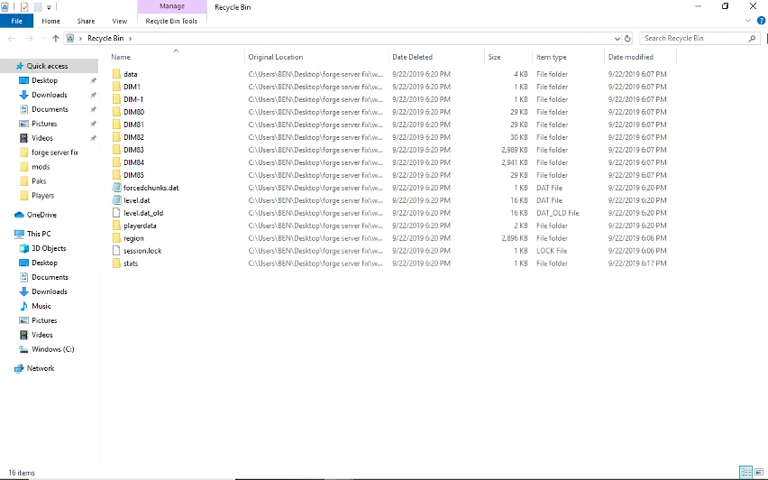 Manage
Recycle Bin
File
Home
Share
View
Recycle Bin Tools
Recycle Bin
Search Recycle Bin
Name
Original Location
Date Deleted
Size
Item type
Date modified
Quick access
Desktop
Downloads
Documents
Pictures
Videos
forge server fix
mods
Paks
Players
OneDrive
This PC
3D Objects
Desktop
Documents
Downloads
Music
Pictures
Videos
Windows (C:)
Network
data C:\Users\BEN\Desktop\forge server fix\w... 9/22/2019 6:20 PM 4 KB File folder 9/22/2019 6:07 PM
DIM1 C:\Users\BEN\Desktop\forge server fix\w... 9/22/2019 6:20 PM 1 KB File folder 9/22/2019 6:07 PM
DIM-1 C:\Users\BEN\Desktop\forge server fix\w... 9/22/2019 6:20 PM 1 KB File folder 9/22/2019 6:07 PM
DIM80 C:\Users\BEN\Desktop\forge server fix\w... 9/22/2019 6:20 PM 29 KB File folder 9/22/2019 6:07 PM
DIM81 C:\Users\BEN\Desktop\forge server fix\w... 9/22/2019 6:20 PM 29 KB File folder 9/22/2019 6:07 PM
DIM82 C:\Users\BEN\Desktop\forge server fix\w... 9/22/2019 6:20 PM 30 KB File folder 9/22/2019 6:07 PM
DIM83 C:\Users\BEN\Desktop\forge server fix\w... 9/22/2019 6:20 PM 2,989 KB File folder 9/22/2019 6:07 PM
DIM84 C:\Users\BEN\Desktop\forge server fix\w... 9/22/2019 6:20 PM 2,941 KB File folder 9/22/2019 6:07 PM
DIM85 C:\Users\BEN\Desktop\forge server fix\w... 9/22/2019 6:20 PM 29 KB File folder 9/22/2019 6:07 PM
forcedchunks.dat C:\Users\BEN\Desktop\forge server fix\w... 9/22/2019 6:20 PM 1 KB DAT File 9/22/2019 6:20 PM
level.dat C:\Users\BEN\Desktop\forge server fix\w... 9/22/2019 6:20 PM 16 KB DAT File 9/22/2019 6:20 PM
level.dat_old C:\Users\BEN\Desktop\forge server fix\w... 9/22/2019 6:20 PM 16 KB DAT_OLD File 9/22/2019 6:20 PM
playerdata C:\Users\BEN\Desktop\forge server fix\w... 9/22/2019 6:20 PM 2 KB File folder 9/22/2019 6:20 PM
region C:\Users\BEN\Desktop\forge server fix\w... 9/22/2019 6:20 PM 2,896 KB File folder 9/22/2019 6:06 PM
session.lock C:\Users\BEN\Desktop\forge server fix\w... 9/22/2019 6:20 PM 1 KB LOCK File 9/22/2019 6:06 PM
stats C:\Users\BEN\Desktop\forge server fix\w... 9/22/2019 6:20 PM 1 KB File folder 9/22/2019 6:17 PM
16 items